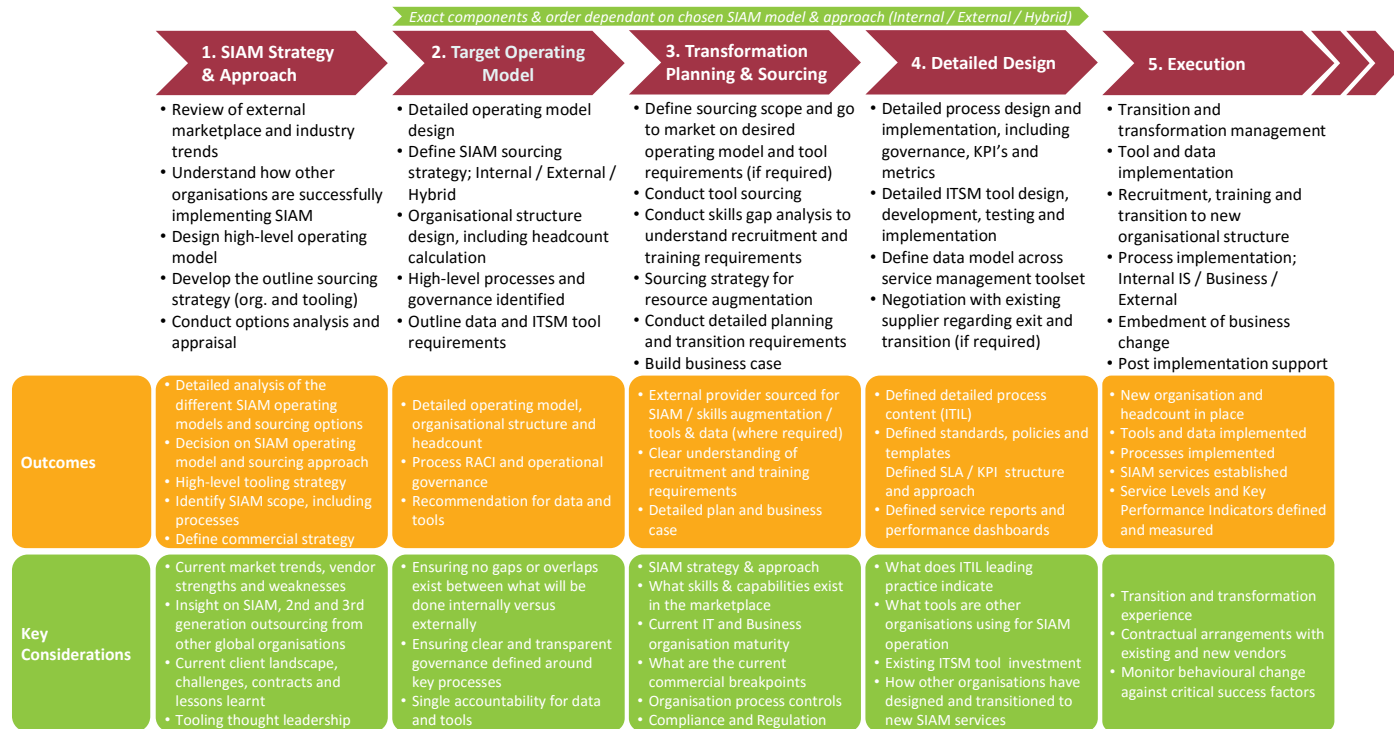 Exact components & order dependant on chosen SIAM model & approach (Internal / External / Hybrid)
1. SIAM Strategy
& Approach
2. Target Operating
Model
3. Transformation
Planning & Sourcing
4. Detailed Design
5. Execution
• Review of external
marketplace and industry
trends
• Understand how other
organisations are successfully
implementing SIAM
• Design high-level operating
model
• Develop the outline sourcing
strategy (org. and tooling)
• Conduct options analysis and
appraisal
• Detailed operating model
design
• Define SIAM sourcing
strategy; Internal / External /
Hybrid
• Organisational structure
design, including headcount
calculation
• High-level processes and
governance identified
• Outline data and ITSM tool
requirements
• Define sourcing scope and go
to market on desired
operating model and tool
requirements (if required)
• Conduct tool sourcing
• Conduct skills gap analysis to
understand recruitment and
training requirements
• Sourcing strategy for
resource augmentation
• Conduct detailed planning
and transition requirements
• Build business case
• Detailed process design and
implementation, including
governance, KPI's and
metrics
• Detailed ITSM tool design,
development, testing and
implementation
• Define data model across
service management toolset
• Negotiation with existing
supplier regarding exit and
transition (if required)
• Transition and
transformation management
• Tool and data
implementation
• Recruitment, training and
transition to new
organisational structure
• Process implementation;
Internal IS / Business /
External
• Embedment of business
change
• Post implementation support
Outcomes
• Detailed analysis of the
different SIAM operating
models and sourcing options
• Decision on SIAM operating
model and sourcing approach
• High-level tooling strategy
• Identify SIAM scope, including
processes
• Define commercial strategy
• Detailed operating model,
organisational structure and
headcount
• Process RACI and operational
governance
• Recommendation for data and
tools
• External provider sourced for
SIAM / skills augmentation /
tools & data (where required)
• Clear understanding of
recruitment and training
requirements
• Detailed plan and business
case
• Defined detailed process
content (ITIL)
• Defined standards, policies and
templates
Defined SLA / KPI structure
and approach
• Defined service reports and
performance dashboards
• New organisation and
headcount in place
• Tools and data implemented
• Processes implemented
• SIAM services established
• Service Levels and Key
Performance Indicators defined
and measured
Key
Considerations
• Current market trends, vendor
strengths and weaknesses
• Insight on SIAM, 2nd and 3rd
generation outsourcing from
other global organisations
• Current client landscape,
challenges, contracts and
lessons learnt
• Tooling thought leadership
• Ensuring no gaps or overlaps
exist between what will be
done internally versus
externally
• Ensuring clear and transparent
governance defined around
key processes
• Single accountability for data
and tools
• SIAM strategy & approach
• What skills & capabilities exist
in the marketplace
• Current IT and Business
organisation maturity
• What are the current
commercial breakpoints
• Organisation process controls
• Compliance and Regulation
• What does ITIL leading
practice indicate
• What tools are other
organisations using for SIAM
operation
• Existing ITSM tool investment
• How other organisations have
designed and transitioned to
new SIAM services
• Transition and transformation
experience
• Contractual arrangements with
existing and new vendors
• Monitor behavioural change
against critical success factors